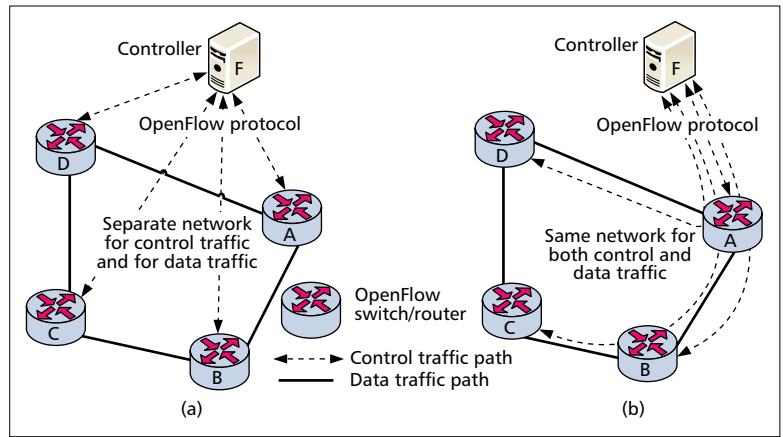 Controller
F
OpenFlow protocol
D
A
Separate network
for control traffic
and for data traffic
C
B
OpenFlow
switch/router
Control traffic path
Data traffic path
(a)
Controller
F
OpenFlow protocol
D
A
Same network for
both control and
data traffic
C
B
(b)